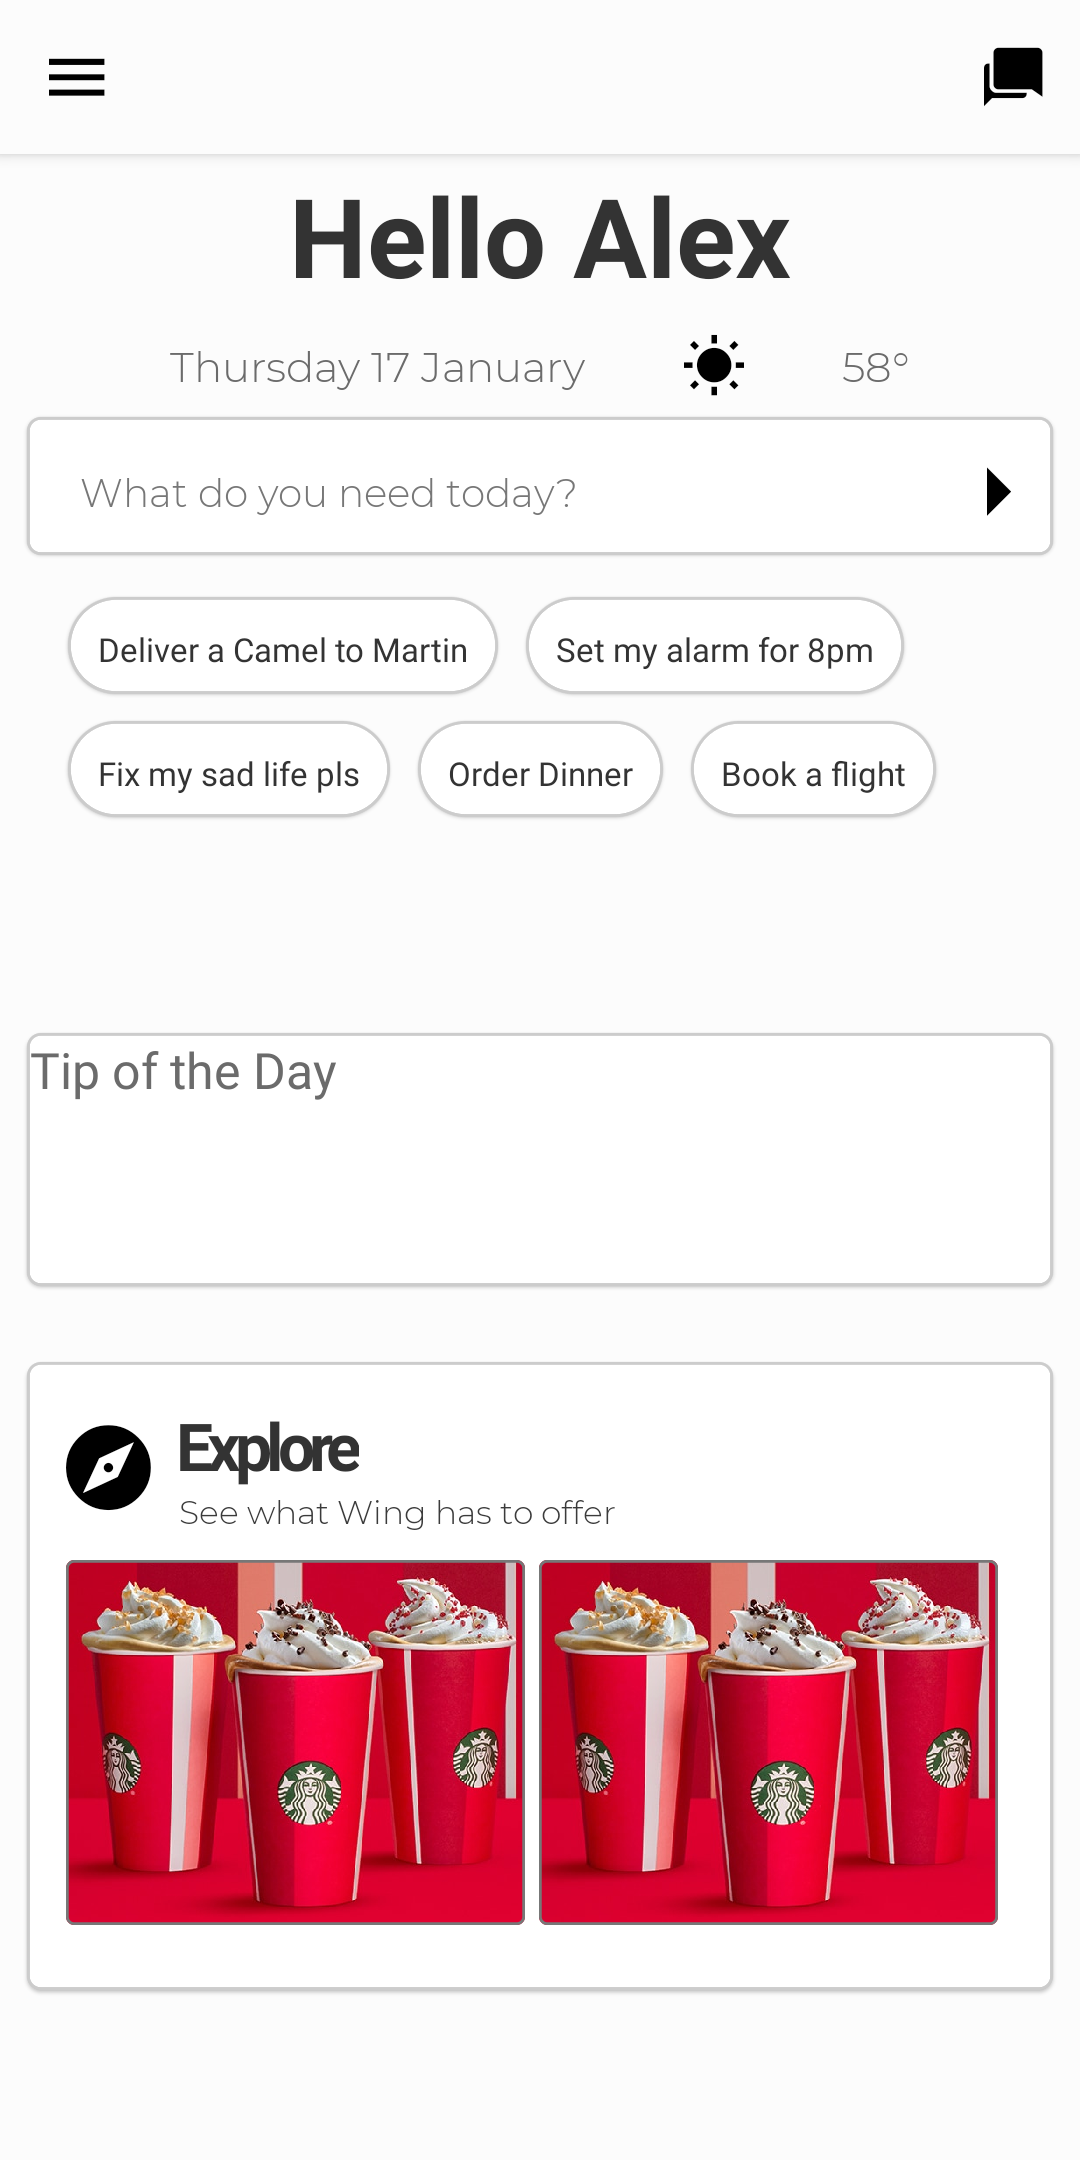 Hello Alex
Thursday 17 January 58°
What do you need today?
Deliver a Camel to Martin Set my alarm for 8pm
Fix my sad life pls Order Dinner Book a flight
Tip of the Day
Explore
See what Wing has to offer